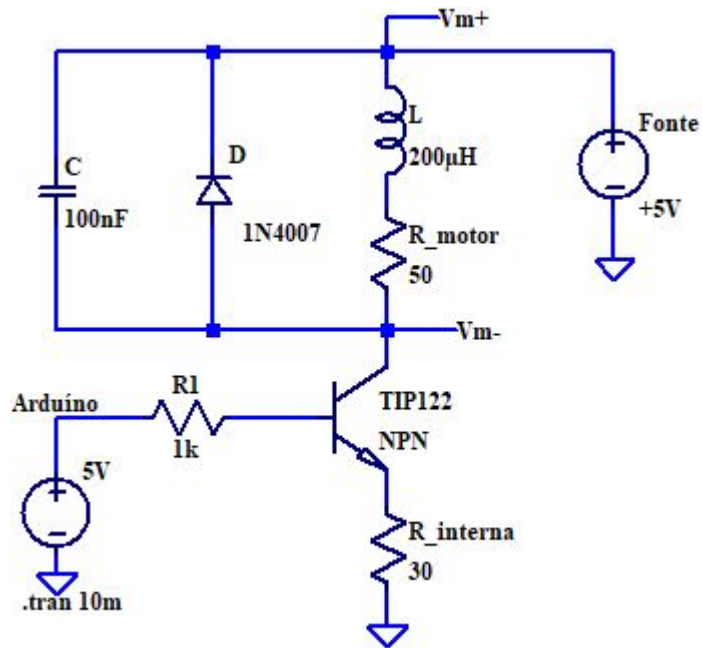 Vm+
L
200µH
Fonte
+5V
C
100nF
D
1N4007
R_motor
50
Vm-
Arduíno
R1
1k
TIP122
NPN
5V
R_interna
30
.tran 10m